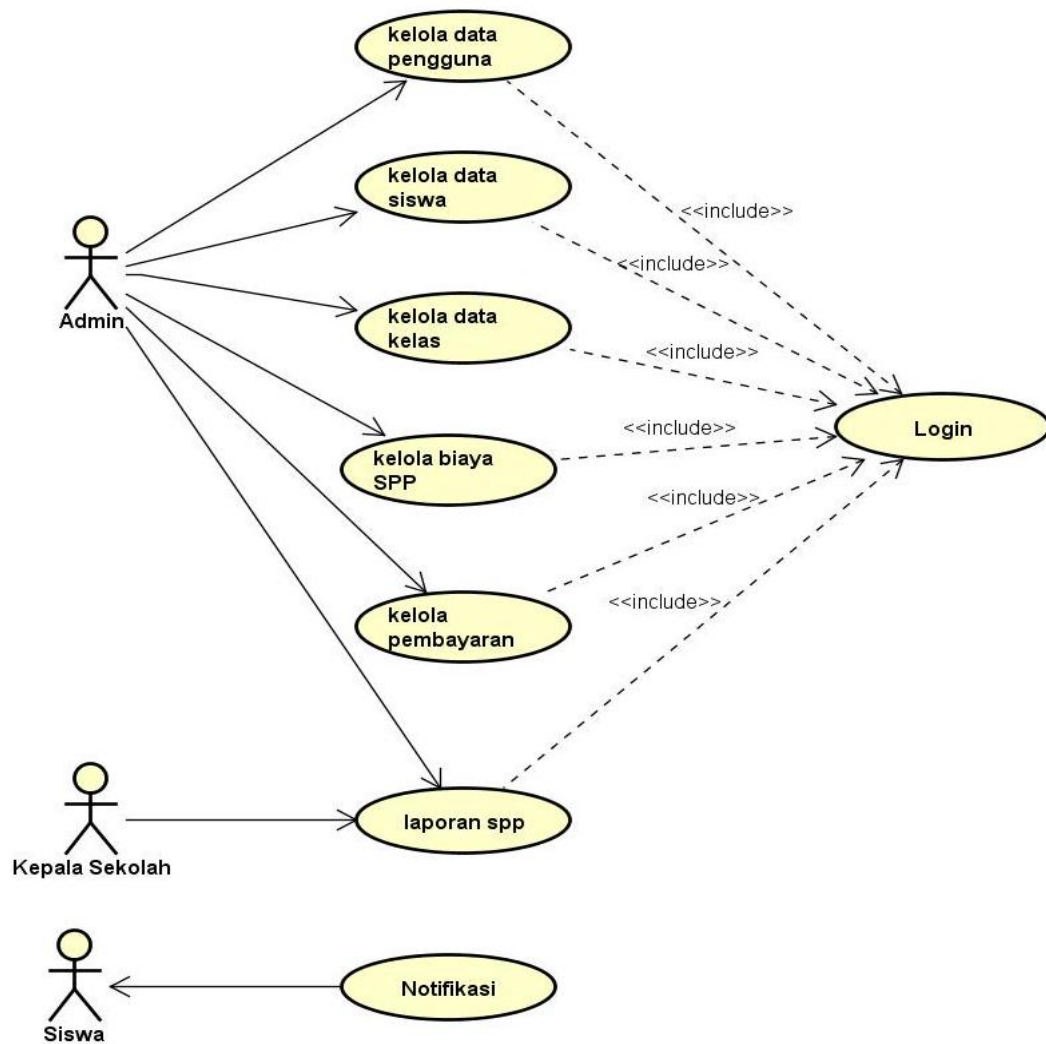 kelola data
pengguna
kelola data
siswa
<<include>>
<<include>>
Admin
kelola data
kelas
<<include>>
Login
<<include>>
kelola biaya
SPP
<<include>>
kelola
pembayaran
<<include>>
laporan spp
Kepala Sekolah
Notifikasi
Siswa